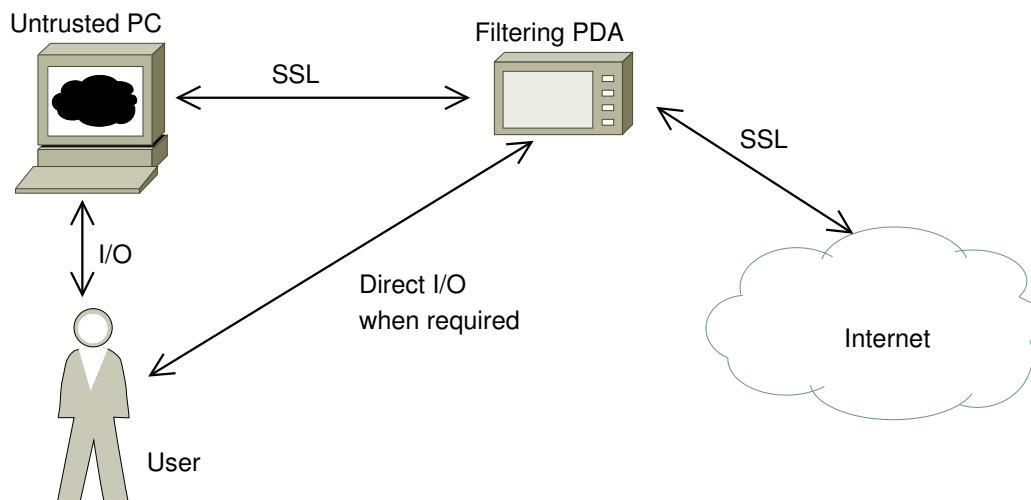 Untrusted PC
Filtering PDA
SSL
SSL
I/O
Direct I/O
when required
Internet
User